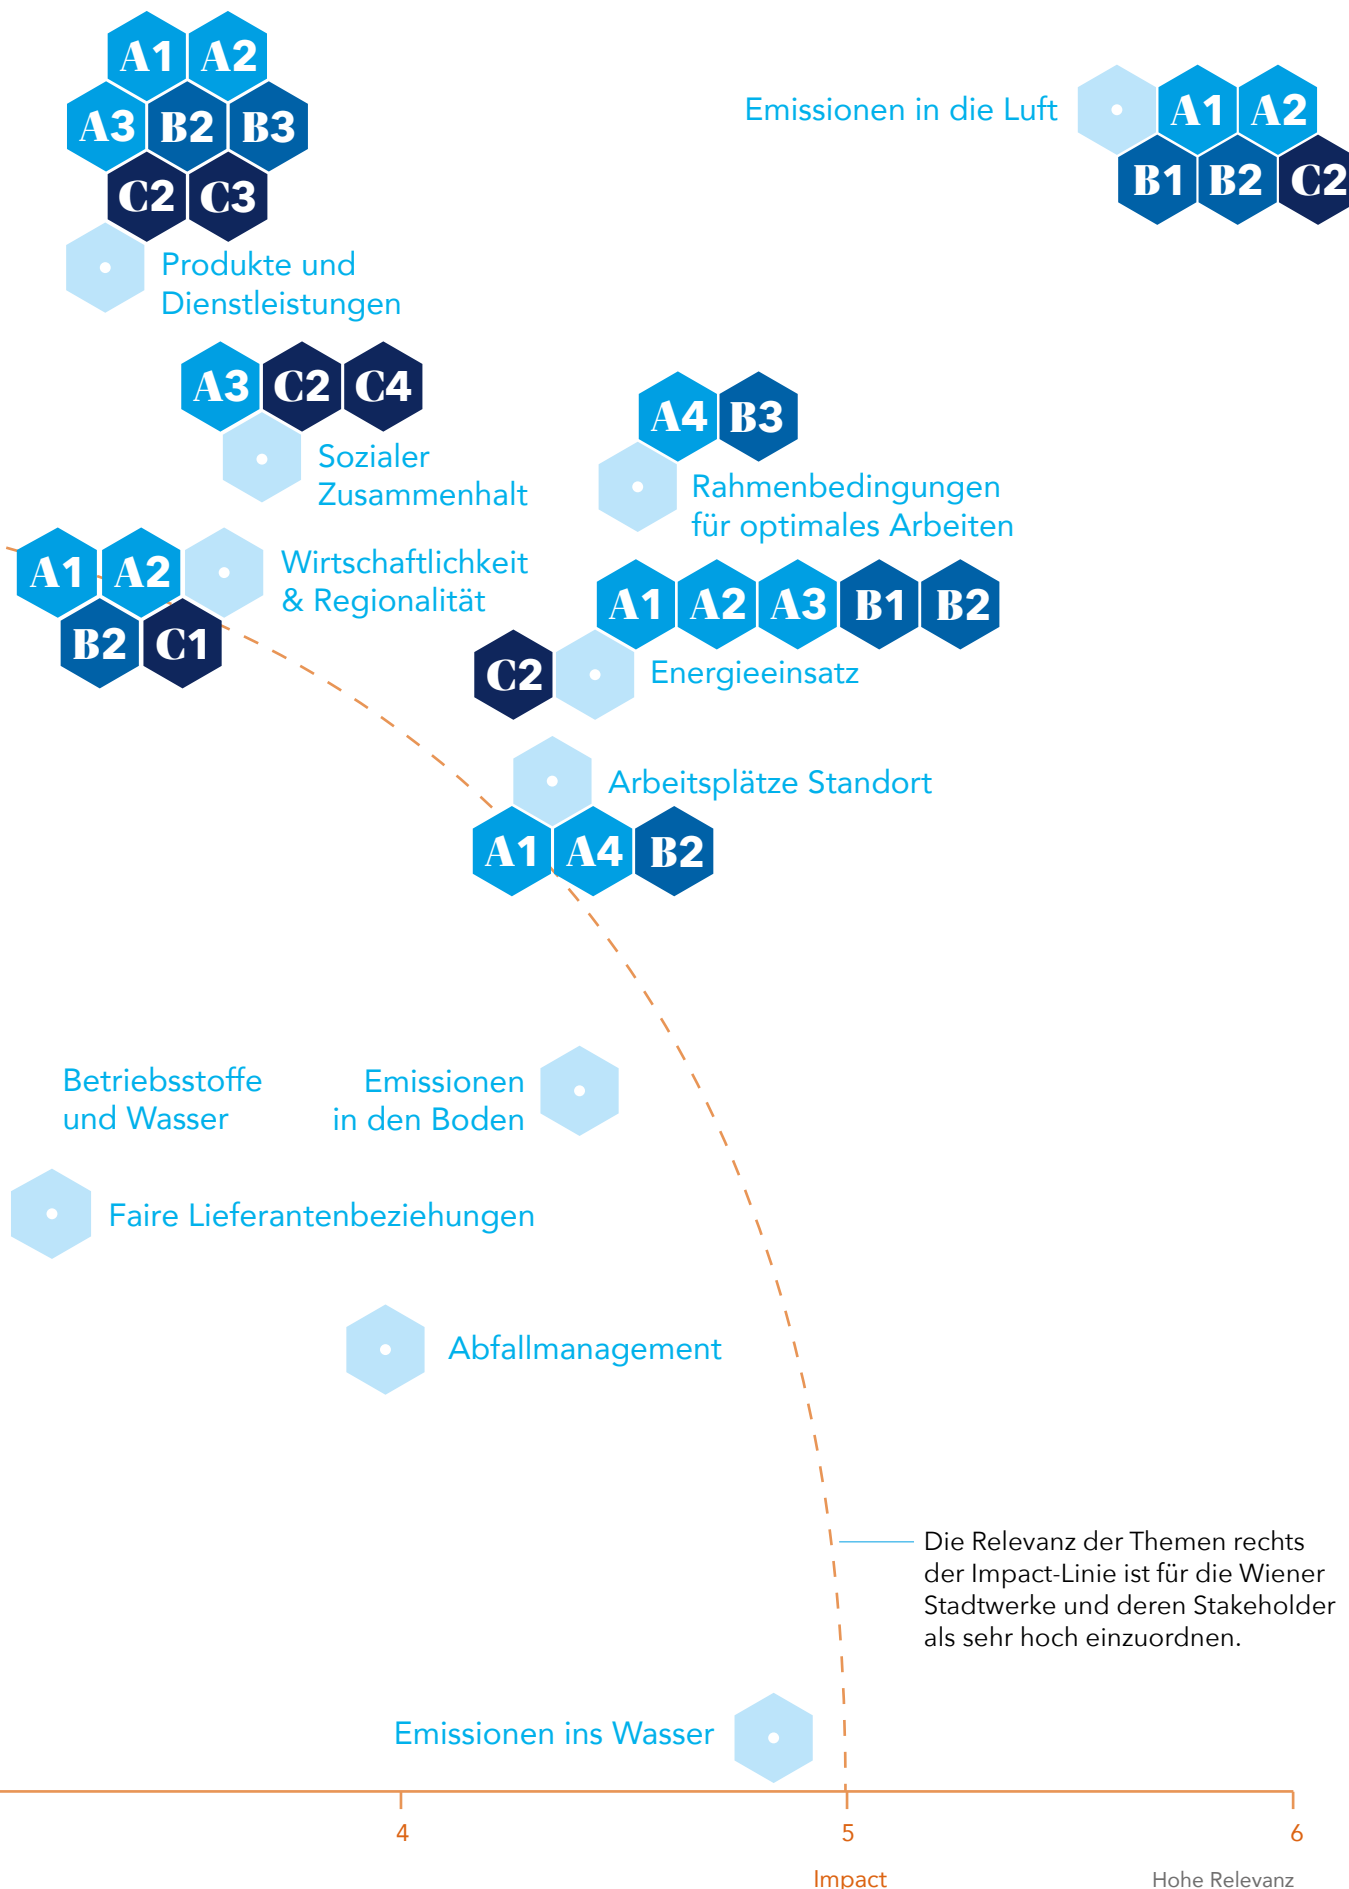 A1 A2
A3 B2 B3
C2 C3
Produkte und
Dienstleistungen
Emissionen in die Luft
A1 A2
B1 B2 C2
A3 C2 C4
Sozialer
Zusammenhalt
A4 B3
Rahmenbedingungen
für optimales Arbeiten
A1 A2
B2 C1
Wirtschaftlichkeit
& Regionalität
A1 A2 A3 B1 B2
C2
Energieeinsatz
Arbeitsplätze Standort
A1 A4 B2
Betriebsstoffe
und Wasser
Emissionen
in den Boden
Faire Lieferantenbeziehungen
Abfallmanagement
Die Relevanz der Themen rechts
der Impact-Linie ist für die Wiener
Stadtwerke und deren Stakeholder
als sehr hoch einzuordnen.
Emissionen ins Wasser
4
5
6
Impact
Hohe Relevanz